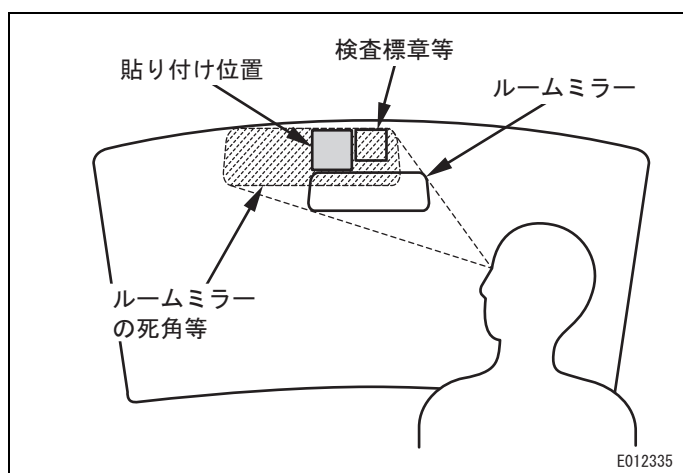 検査標章等
貼り付け位置
ルームミラー
ルームミラー
の死角等
E012335